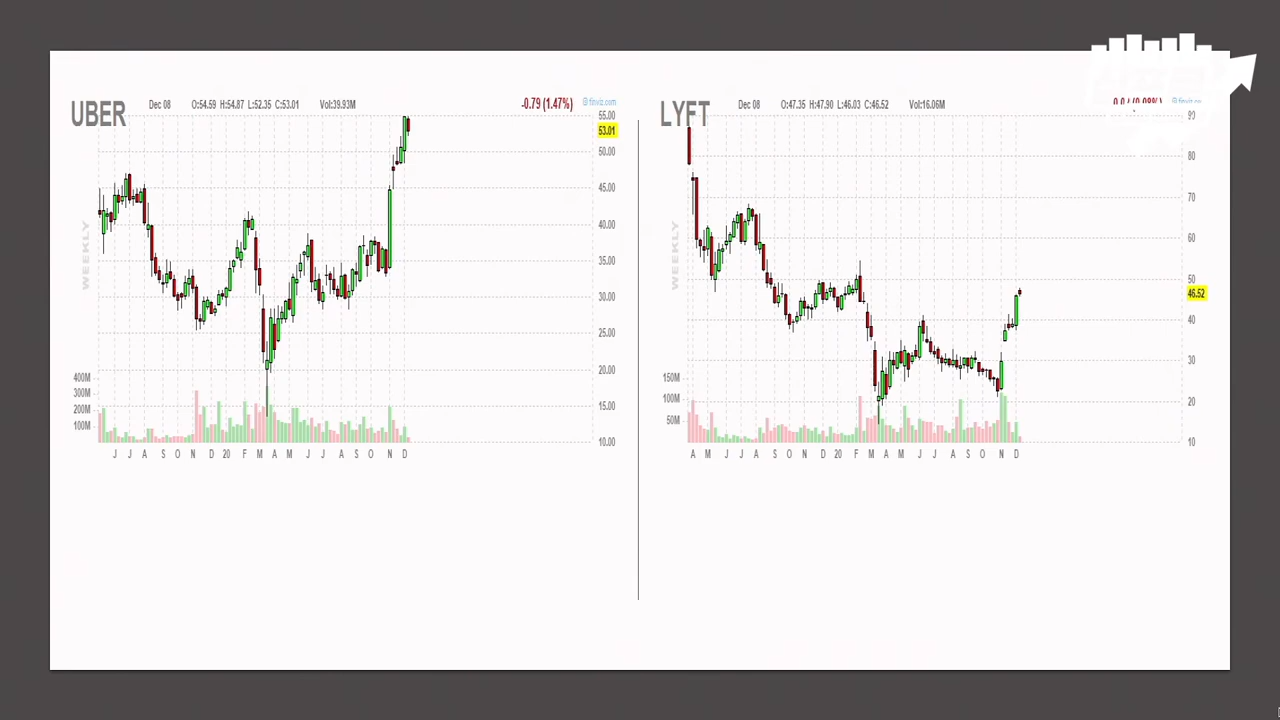 UBER Dec 08 O:54.59 H:54.87 L:52.35 C:53.01 Vol:39.93M -0.79 (1.47%) © finviz.com
55.00
53.01
50.00
45.00
40.00
35.00
30.00
25.00
20.00
15.00
10.00
WEEKLY
400M
300M
200M
100M
J J A S O N D 20 F M A M J J A S O N D
LYFT Dec 08 O:47.35 H:47.90 L:46.03 C:46.52 Vol:16.06M
90
80
70
60
50
46.52
40
30
20
10
WEEKLY
150M
100M
50M
A M J J A S O N D 20 F M A M J J A S O N D